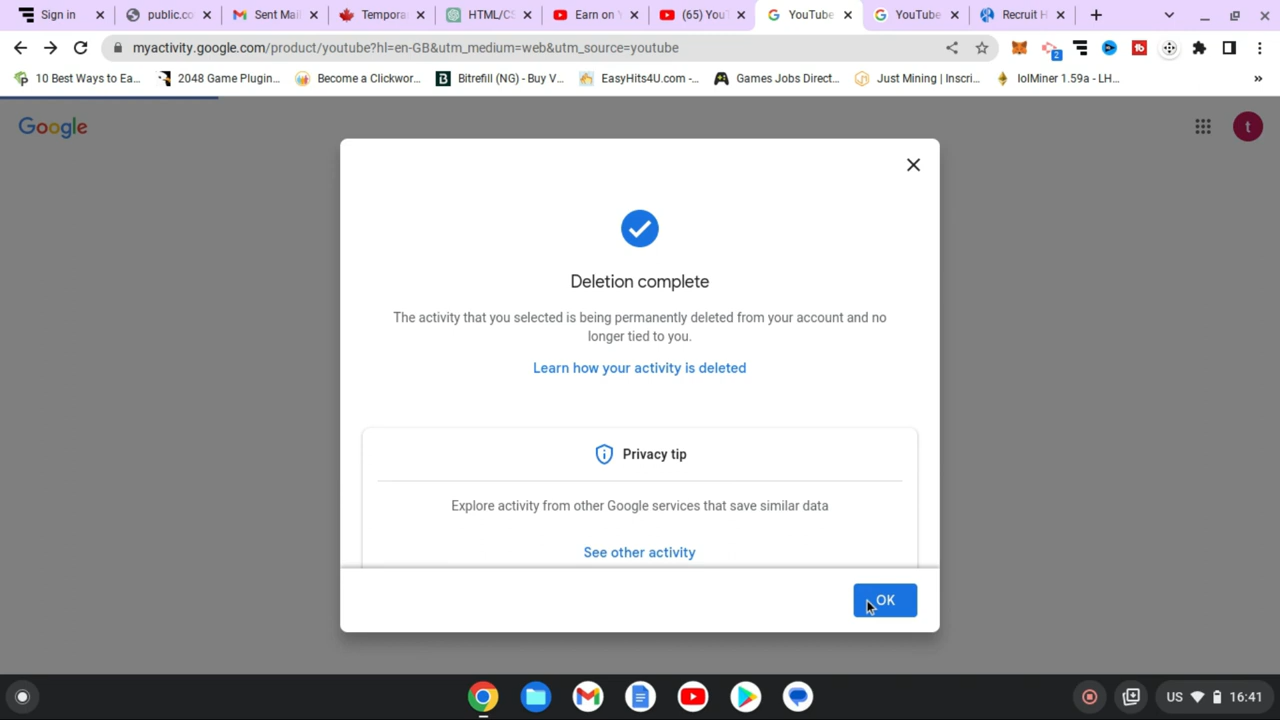 Sign in
public.co
Sent Mai
Tempora
HTML/CS
Earn on Y
(65) You
YouTube
YouTube
Recruit H
myactivity.google.com/product/youtube?hl=en-GB&utm_medium=web&utm_source=youtube
2
10 Best Ways to Ea...
2048 Game Plugin...
Become a Clickwor...
Bitrefill (NG) - Buy V...
EasyHits4U.com -...
Games Jobs Direct...
Just Mining | Inscri...
lolMiner 1.59a - LH...
»
Google
t
Deletion complete
The activity that you selected is being permanently deleted from your account and no
longer tied to you.
Learn how your activity is deleted
Privacy tip
Explore activity from other Google services that save similar data
See other activity
OK
US 16:41